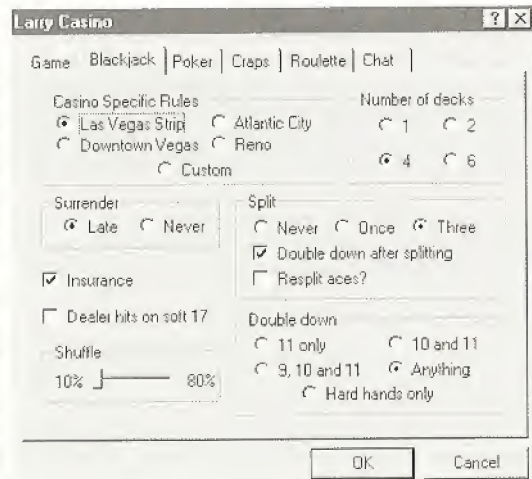 Larry Casino
Game Blackjack Poker Craps Roulette Chat
Casino Specific Rules
Las Vegas Strip Atlantic City
Downtown Vegas Reno
Custom
Number of decks
1 2
4 6
Surrender
Late Never
Split
Never Once Three
Double down after splitting
Resplit aces?
Insurance
Dealer hits on soft 17
Double down
11 only 10 and 11
9, 10 and 11 Anything
Hard hands only
Shuffle
10% 80%
OK Cancel